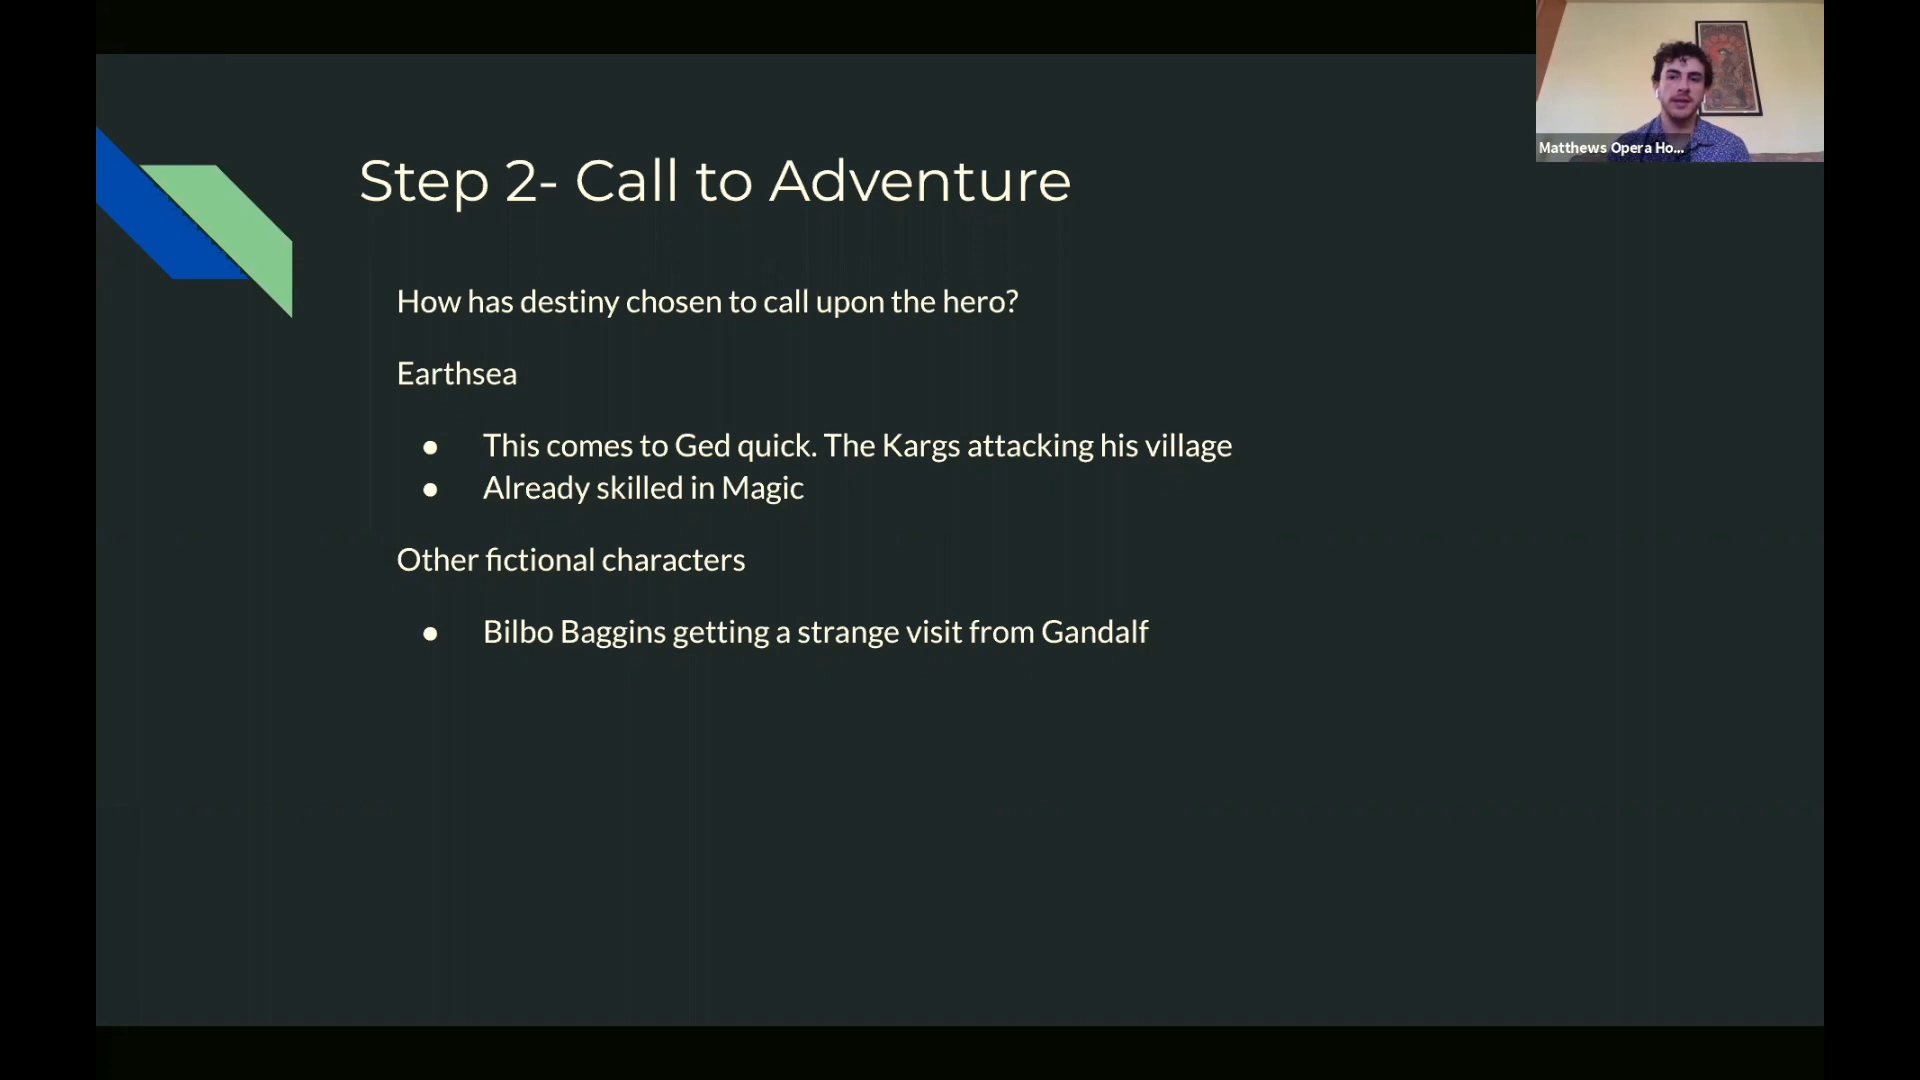 Matthews Opera Ho...
Step 2- Call to Adventure
How has destiny chosen to call upon the hero?
Earthsea
● This comes to Ged quick. The Kargs attacking his village
● Already skilled in Magic
Other fictional characters
● Bilbo Baggins getting a strange visit from Gandalf